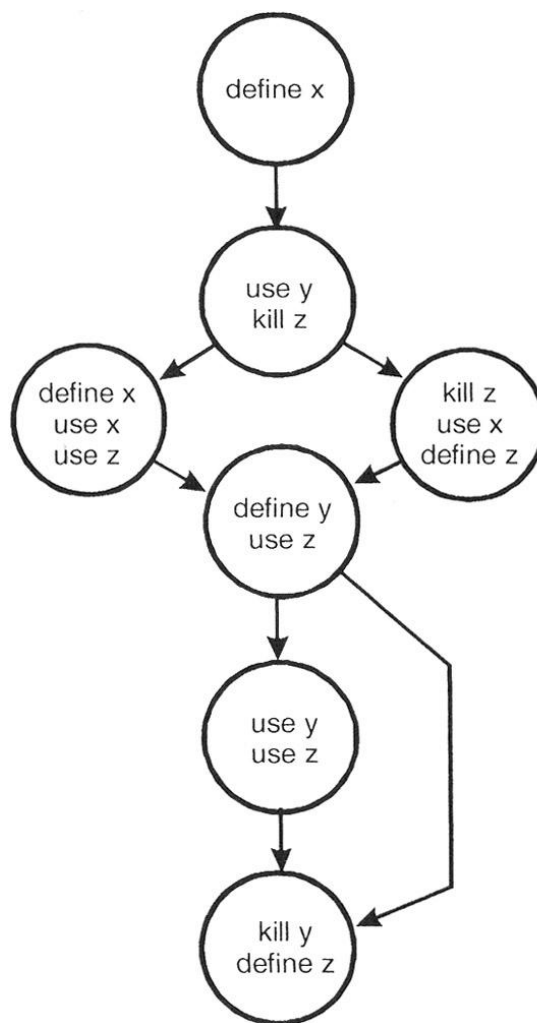 define x
use y
kill z
define x
use x
use z
kill z
use x
define z
define y
use z
use y
use z
kill y
define z